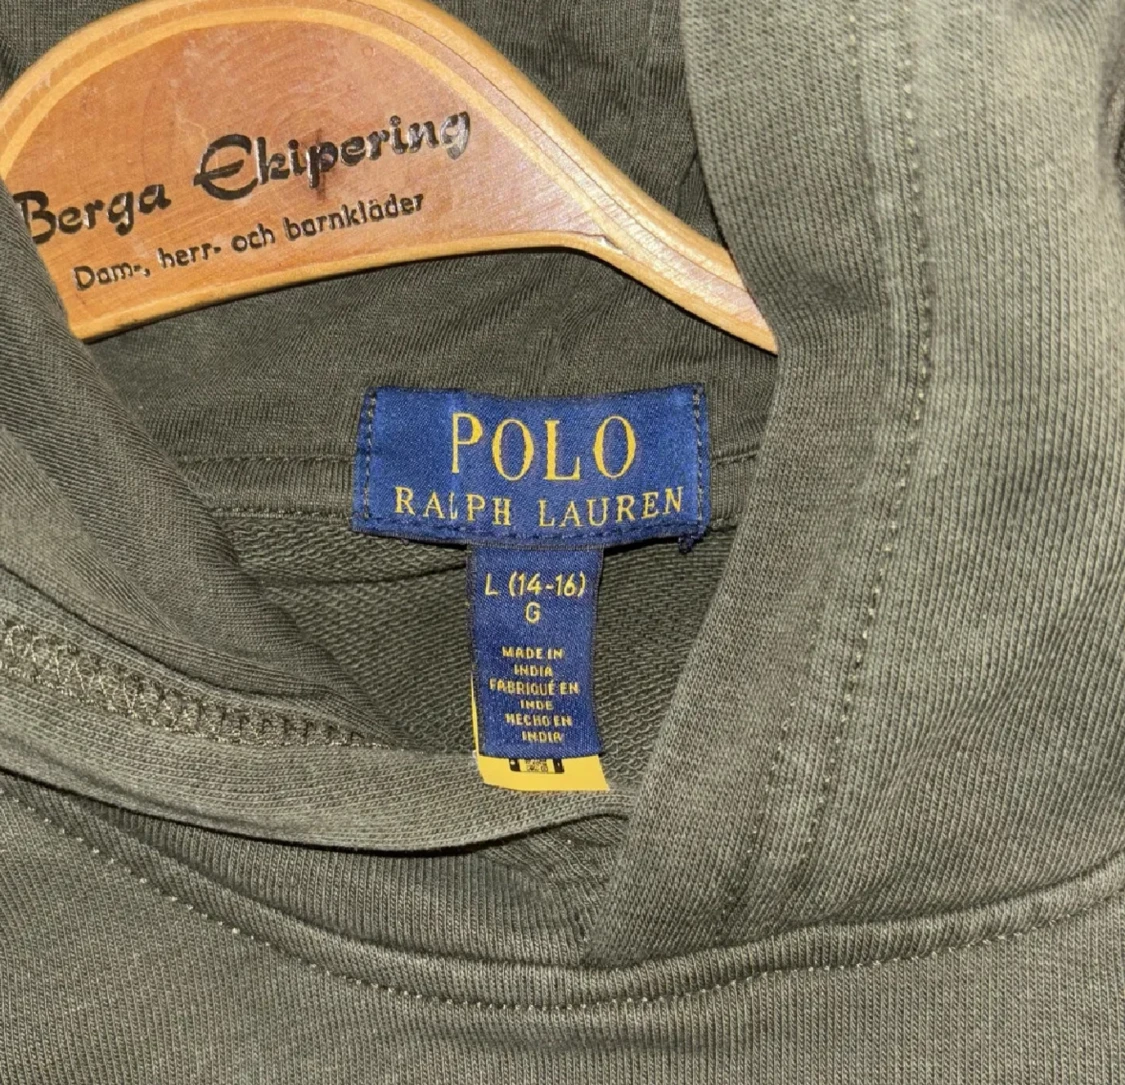 Berga Ekipering
Dam-, herr- och barnkläder
POLO
RALPH LAUREN
L (14-16)
G
MADE IN
INDIA
FABRIQUÉ EN
INDE
HECHO EN
INDIA